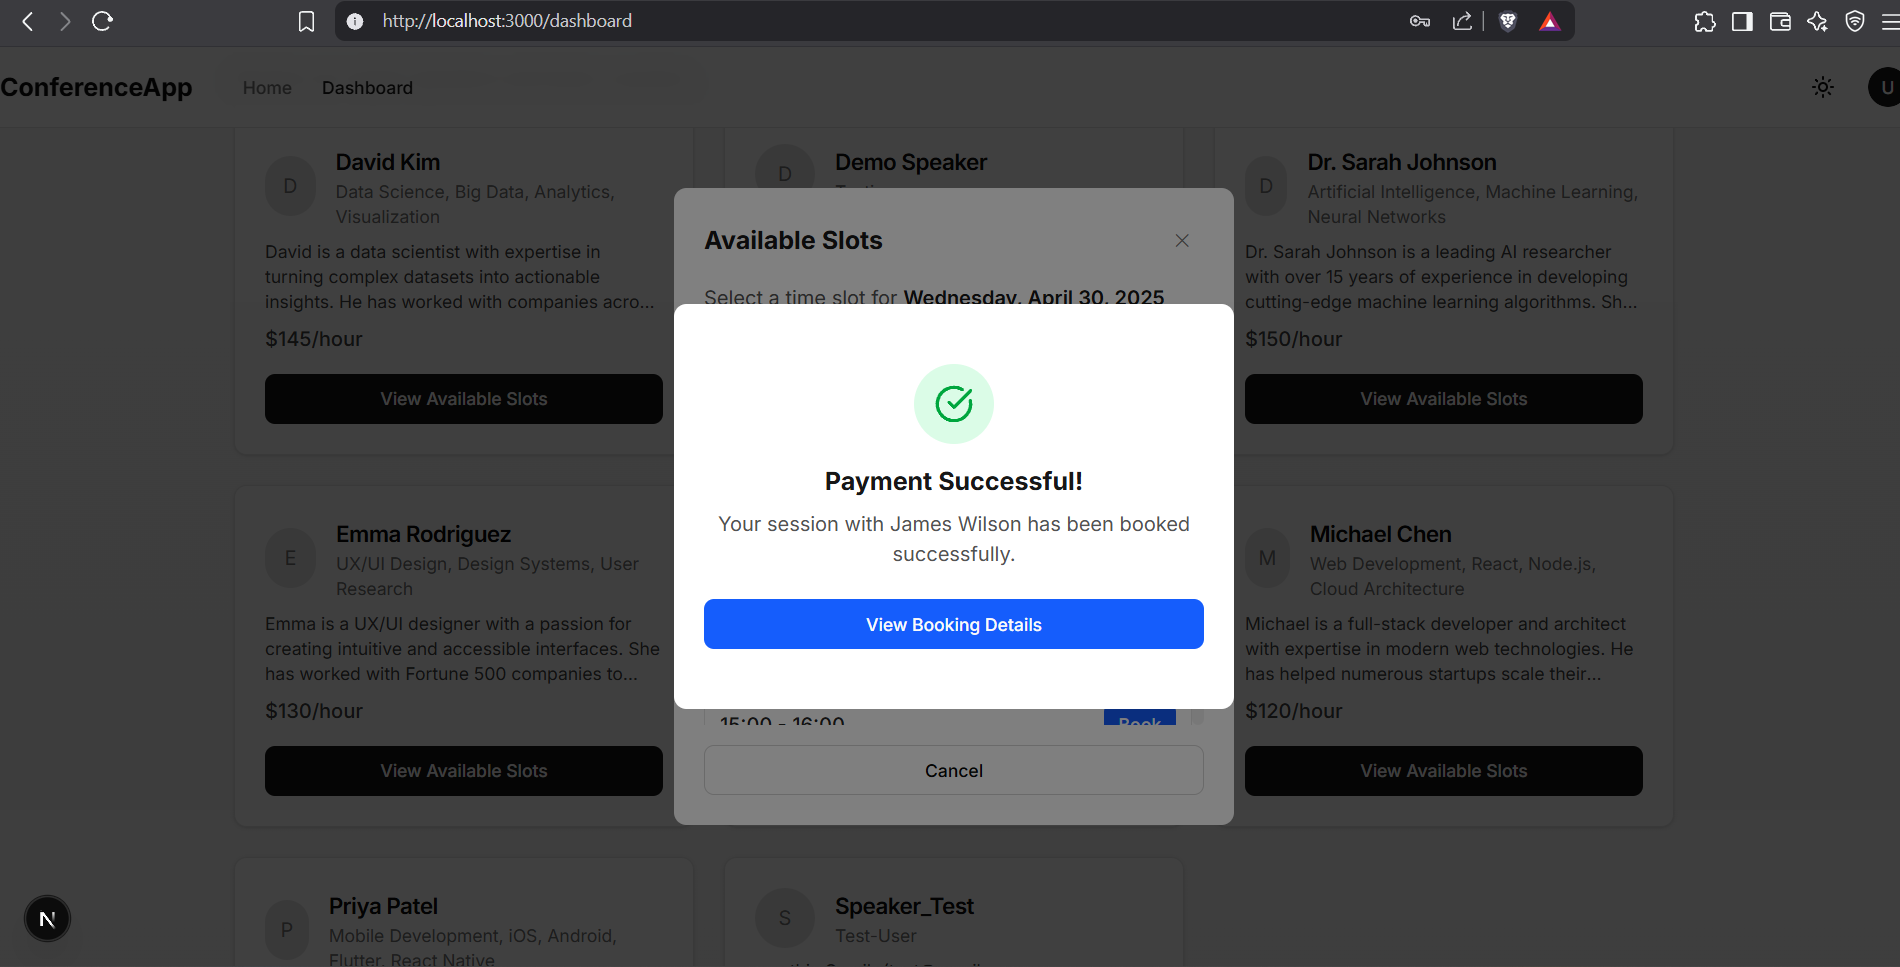 http://localhost:3000/dashboard
ConferenceApp
Home
Dashboard
U
D
David Kim
Data Science, Big Data, Analytics,
Visualization
David is a data scientist with expertise in
turning complex datasets into actionable
insights. He has worked with companies acro...
$145/hour
View Available Slots
D
Demo Speaker
D
Dr. Sarah Johnson
Artificial Intelligence, Machine Learning,
Neural Networks
Dr. Sarah Johnson is a leading AI researcher
with over 15 years of experience in developing
cutting-edge machine learning algorithms. Sh...
$150/hour
View Available Slots
Available Slots
Select a time slot for Wednesday, April 30, 2025
Payment Successful!
Your session with James Wilson has been booked
successfully.
View Booking Details
15:00 - 16:00
Book
Cancel
E
Emma Rodriguez
UX/UI Design, Design Systems, User
Research
Emma is a UX/UI designer with a passion for
creating intuitive and accessible interfaces. She
has worked with Fortune 500 companies to...
$130/hour
View Available Slots
M
Michael Chen
Web Development, React, Node.js,
Cloud Architecture
Michael is a full-stack developer and architect
with expertise in modern web technologies. He
has helped numerous startups scale their...
$120/hour
View Available Slots
N
P
Priya Patel
Mobile Development, iOS, Android,
Flutter, React Native
S
Speaker_Test
Test-User